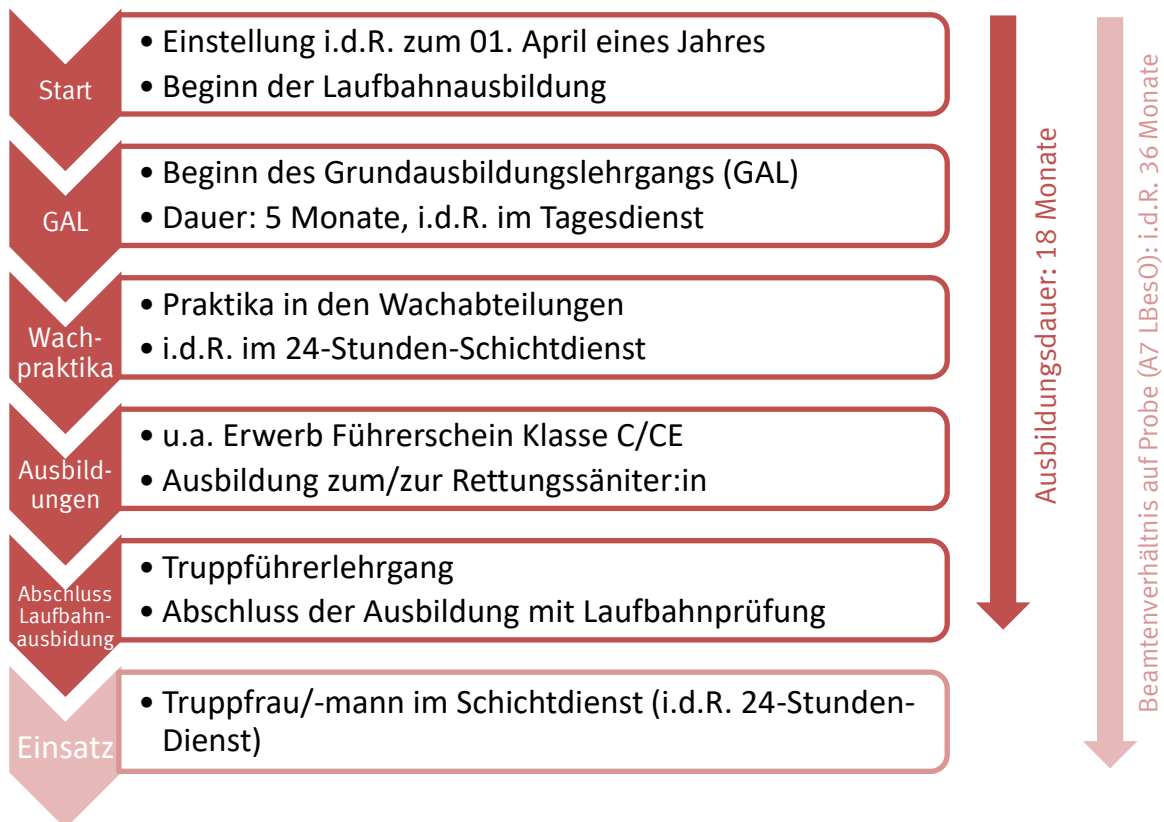 Start
• Einstellung i.d.R. zum 01. April eines Jahres
• Beginn der Laufbahnausbildung
GAL
• Beginn des Grundausbildungslehrgangs (GAL)
• Dauer: 5 Monate, i.d.R. im Tagesdienst
Wach-
praktika
• Praktika in den Wachabteilungen
• i.d.R. im 24-Stunden-Schichtdienst
Ausbild-
ungen
• u.a. Erwerb Führerschein Klasse C/CE
• Ausbildung zum/zur Rettungssäniter:in
Abschluss
Laufbahn-
ausbidung
• Truppführerlehrgang
• Abschluss der Ausbildung mit Laufbahnprüfung
Einsatz
• Truppfrau/-mann im Schichtdienst (i.d.R. 24-Stunden-
Dienst)
Ausbildungsdauer: 18 Monate
Beamtenverhältnis auf Probe (A7 LBesO): i.d.R. 36 Monate